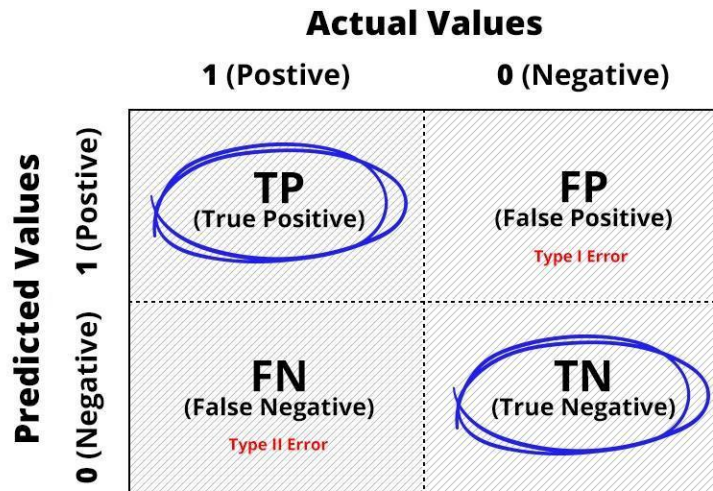 Actual Values
1 (Postive) 0 (Negative)
Predicted Values
1 (Postive)
TP FP
(True Positive) (False Positive)
Type I Error
0 (Negative)
FN TN
(False Negative) (True Negative)
Type II Error